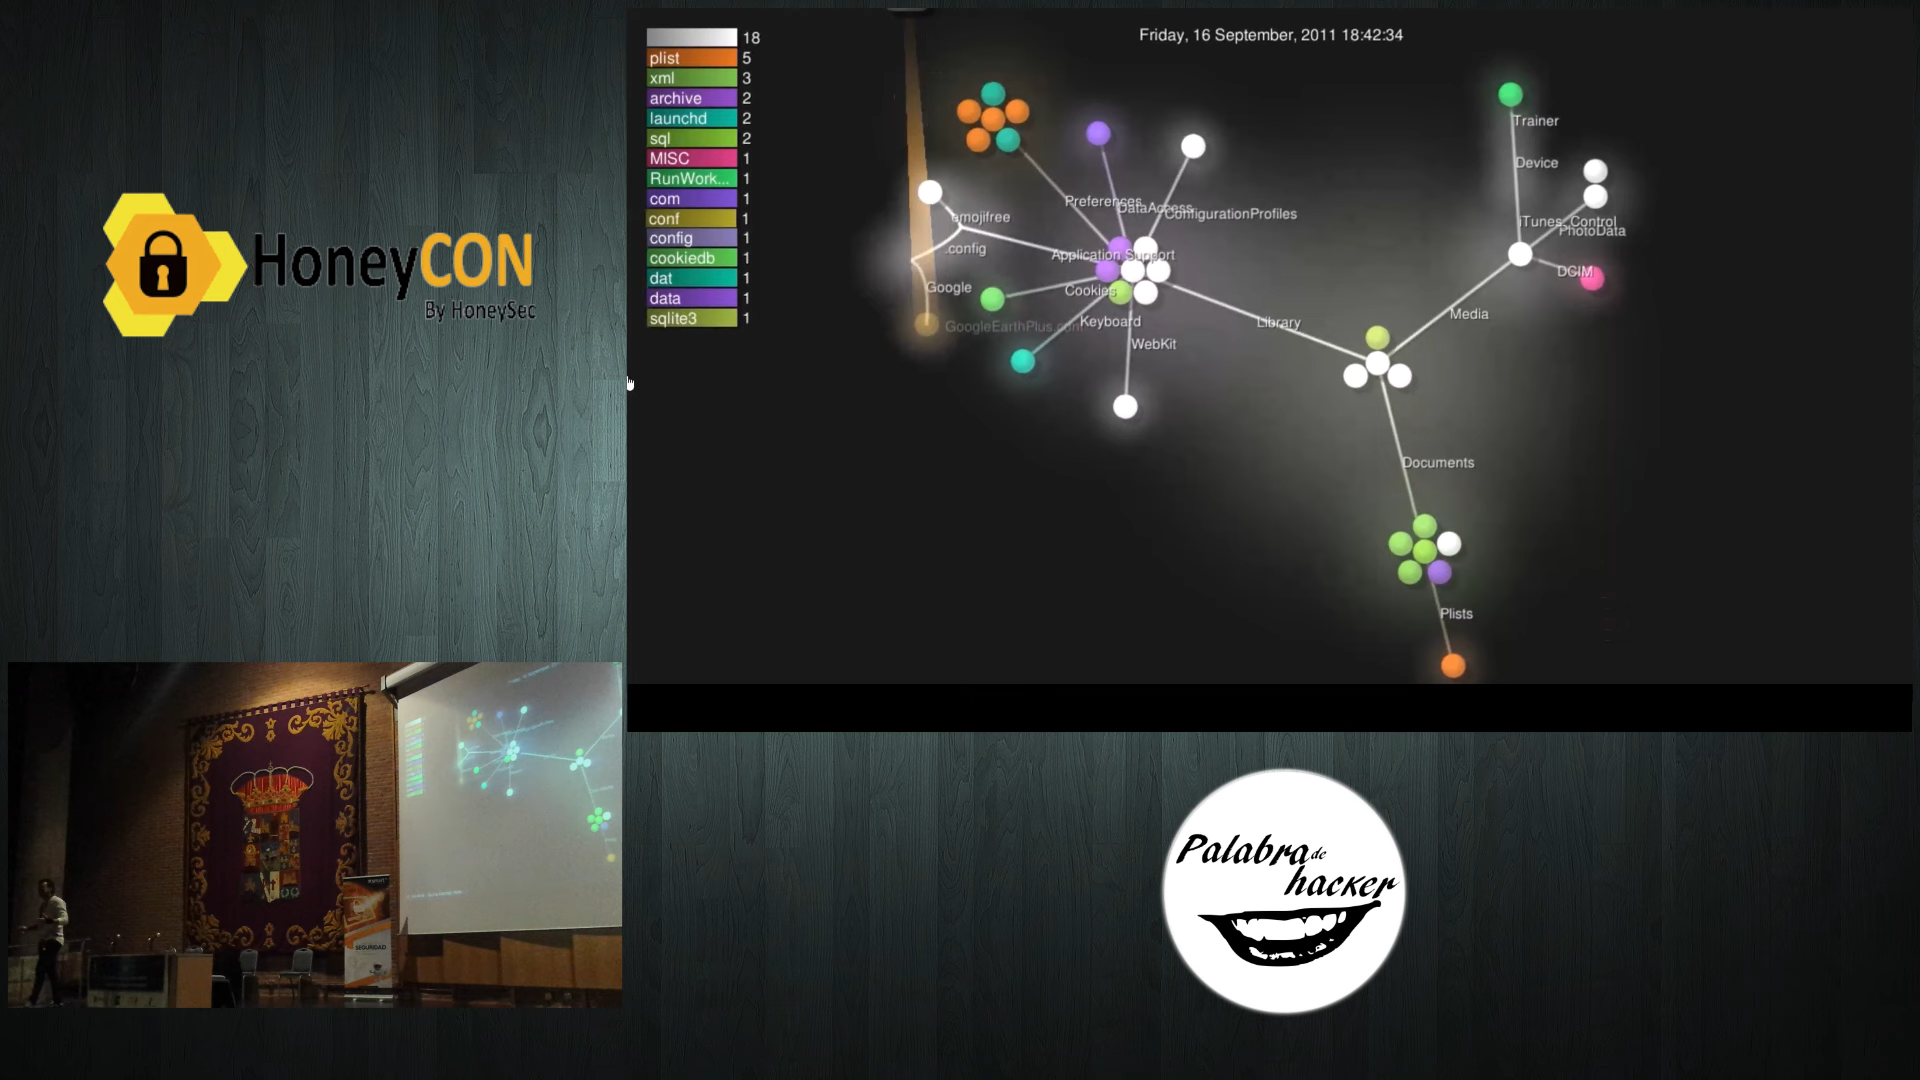 HoneyCON
By HoneySec
Friday, 16 September, 2011 18:42:34
18
plist 5
xml 3
archive 2
launchd 2
sql 2
MISC 1
RunWork... 1
com 1
conf 1
config 1
cookiedb 1
dat 1
data 1
sqlite3 1
Trainer
Device
iTunes_Control
PhotoData
DCIM
Media
Preferences
DataAccess
ConfigurationProfiles
emojifree
.config
Application Support
Google
Cookies
GoogleEarthPlus.com
Keyboard
Library
WebKit
Documents
Plists
SEGURIDAD
Palabra de
hacker